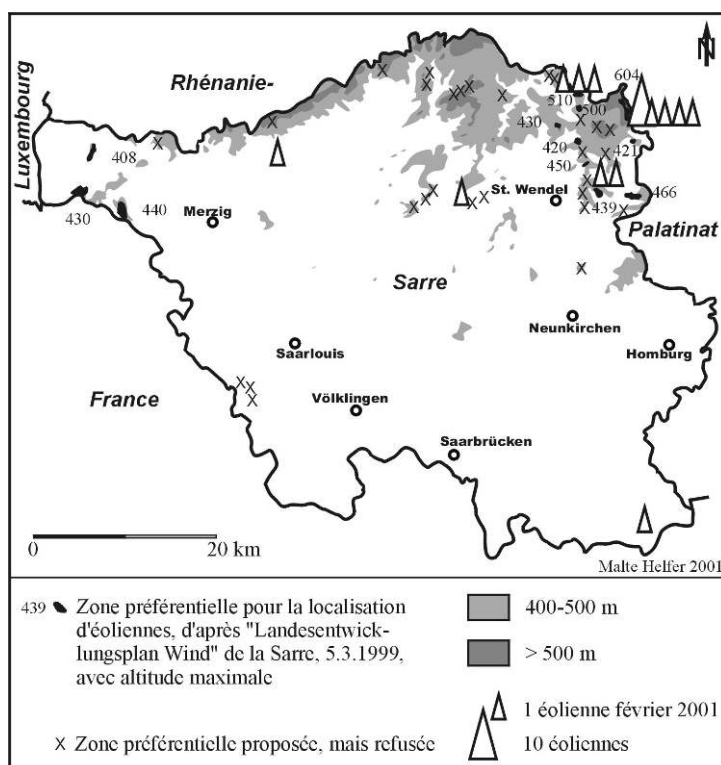 N
Rhénanie-
604
510
500
430
Luxembourg
408
420
421
450
St. Wendel
466
430
440
Merzig
439
Palatinat
Sarre
Neunkirchen
Saarlouis
Homburg
France
Völklingen
Saarbrücken
0 20 km
Malte Helfer 2001
439 Zone préférentielle pour la localisation
d'éoliennes, d'après "Landesentwick-
lungsplan Wind" de la Sarre, 5.3.1999,
avec altitude maximale
X Zone préférentielle proposée, mais refusée
400-500 m
> 500 m
1 éolienne février 2001
10 éoliennes